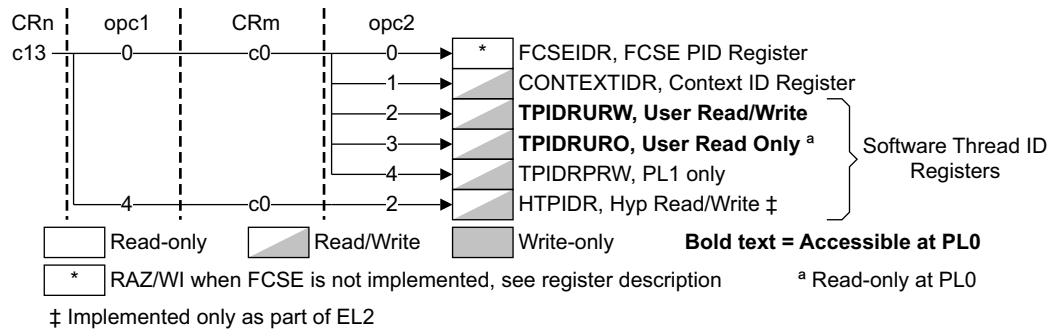 CRn opc1 CRm opc2
c13 0 c0 0 * FCSEIDR, FCSE PID Register
1 CONTEXTIDR, Context ID Register
2 TPIDRURW, User Read/Write
3 TPIDRURO, User Read Only a
4 TPIDRPRW, PL1 only
4 c0 2 HTPIDR, Hyp Read/Write ‡
Software Thread ID
Registers
Read-only Read/Write Write-only Bold text = Accessible at PL0
* RAZ/WI when FCSE is not implemented, see register description a Read-only at PL0
‡ Implemented only as part of EL2